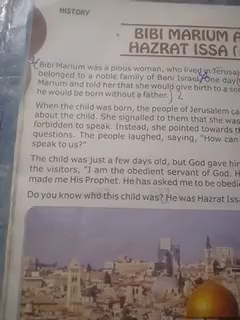 HISTORY
BIBI MARIUM A
HAZRAT ISSA (
Bibi Marium was a pious woman, who lived in Jerusal
belonged to a noble family of Bani Israel. One day
Marium and told her that she would give birth to a so
he would be born without a father. 2
When the child was born, the people of Jerusalem ca
about the child. She signalled to them that she was
forbidden to speak. Instead, she pointed towards th
questions. The people laughed, saying, "How can
speak to us?"
The child was just a few days old, but God gave him
the visitors, "I am the obedient servant of God. H
made me His Prophet. He has asked me to be obedie
Do you know who this child was? He was Hazrat Iss